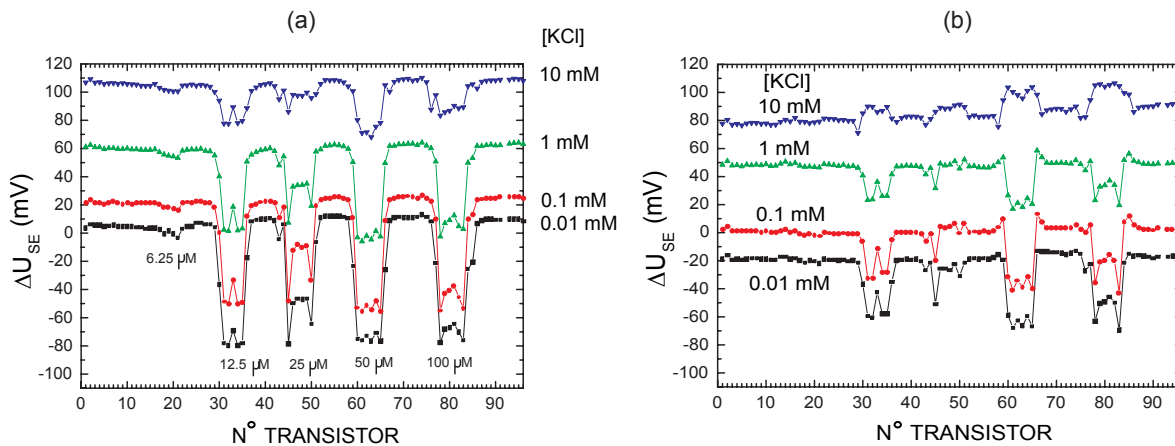 (a)
[KCl]
10 mM
1 mM
0.1 mM
0.01 mM
120
100
80
60
40
20
0
-20
-40
-60
-80
-100
ΔU_SE (mV)
6.25 µM
12.5 µM
25 µM
50 µM
100 µM
0 10 20 30 40 50 60 70 80 90
N° TRANSISTOR
(b)
120
100
80
60
40
20
0
-20
-40
-60
-80
-100
ΔU_SE (mV)
[KCl]
10 mM
1 mM
0.1 mM
0.01 mM
0 10 20 30 40 50 60 70 80 90
N° TRANSISTOR